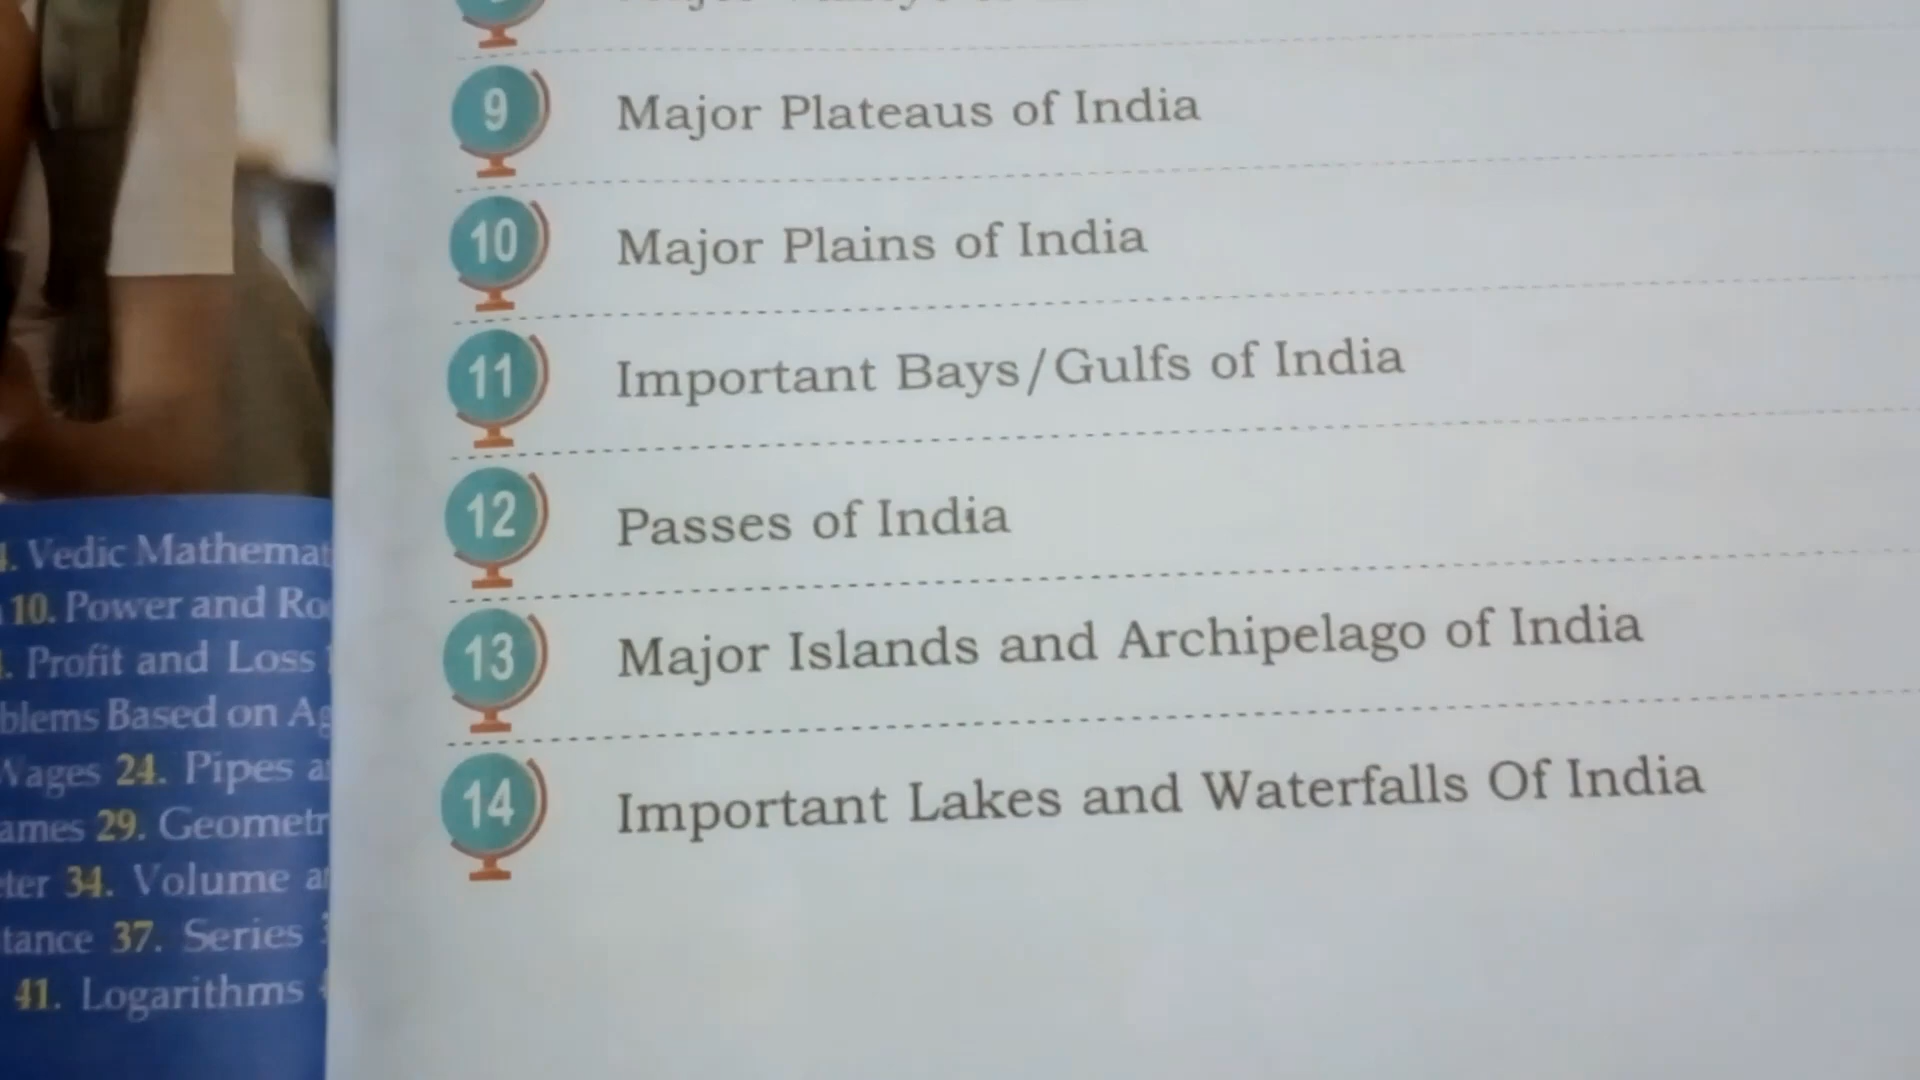 9 Major Plateaus of India
10 Major Plains of India
11 Important Bays/Gulfs of India
12 Passes of India
13 Major Islands and Archipelago of India
14 Important Lakes and Waterfalls Of India
. Vedic
10. Power and
. Profit and Loss
Based on
24. Pipes
29.
34. Volume
37. Series
41. Logarithms